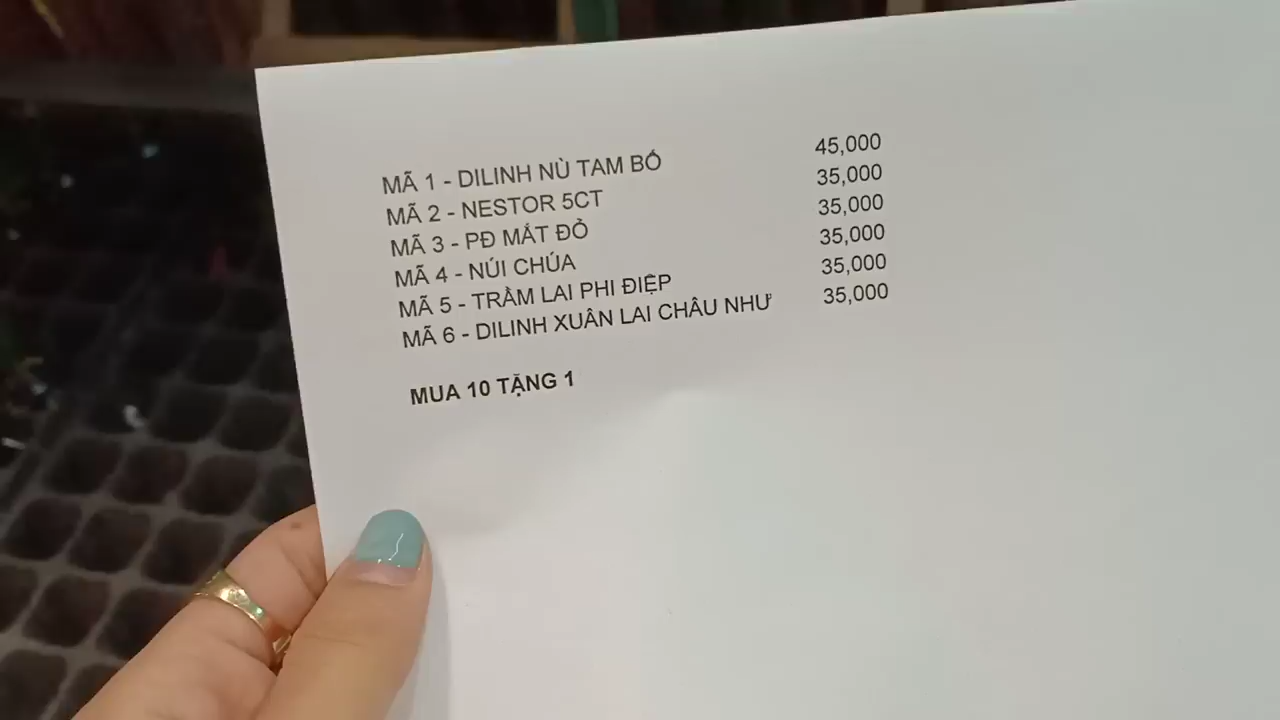 MÃ 1 - DILINH NÙ TAM BỐ 45,000
MÃ 2 - NESTOR 5CT 35,000
MÃ 3 - PĐ MẮT ĐỎ 35,000
MÃ 4 - NÚI CHÚA 35,000
MÃ 5 - TRẦM LAI PHI ĐIỆP 35,000
MÃ 6 - DILINH XUÂN LAI CHÂU NHƯ 35,000
MUA 10 TẶNG 1